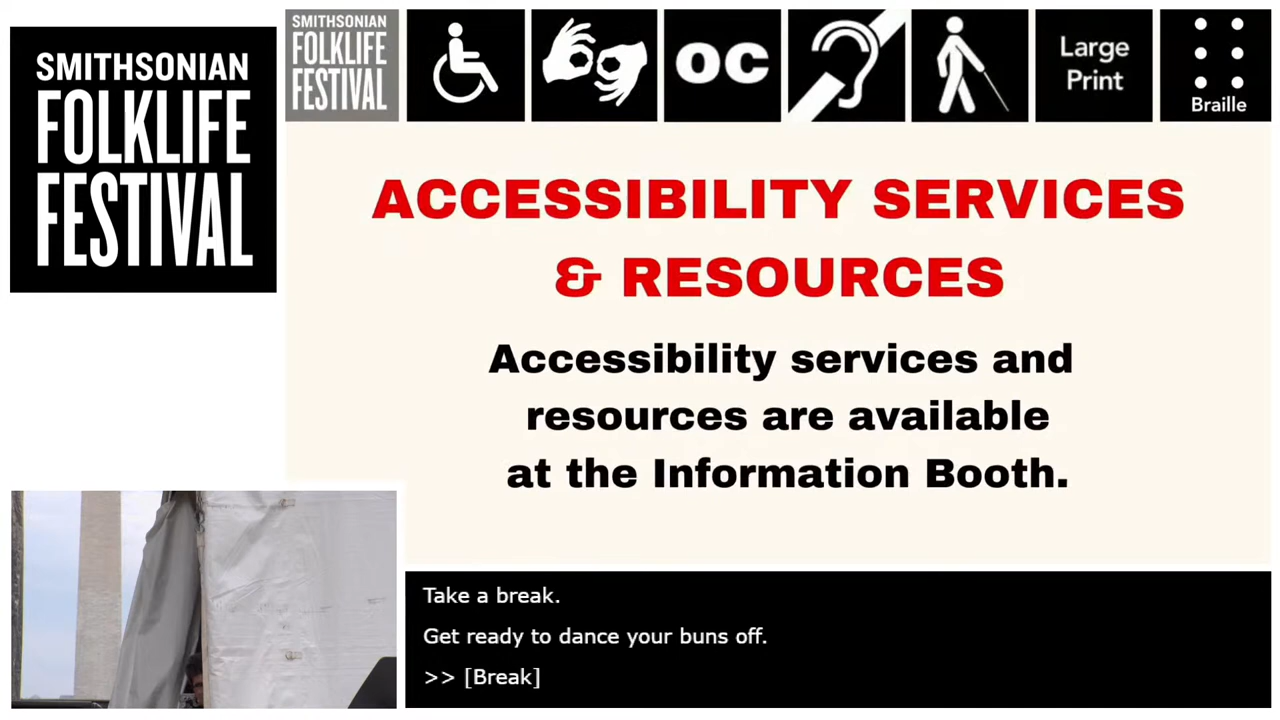 SMITHSONIAN
FOLKLIFE
FESTIVAL
SMITHSONIAN
FOLKLIFE
FESTIVAL
OC
Large
Print
Braille
ACCESSIBILITY SERVICES
& RESOURCES
Accessibility services and
resources are available
at the Information Booth.
Take a break.
Get ready to dance your buns off.
>> [Break]